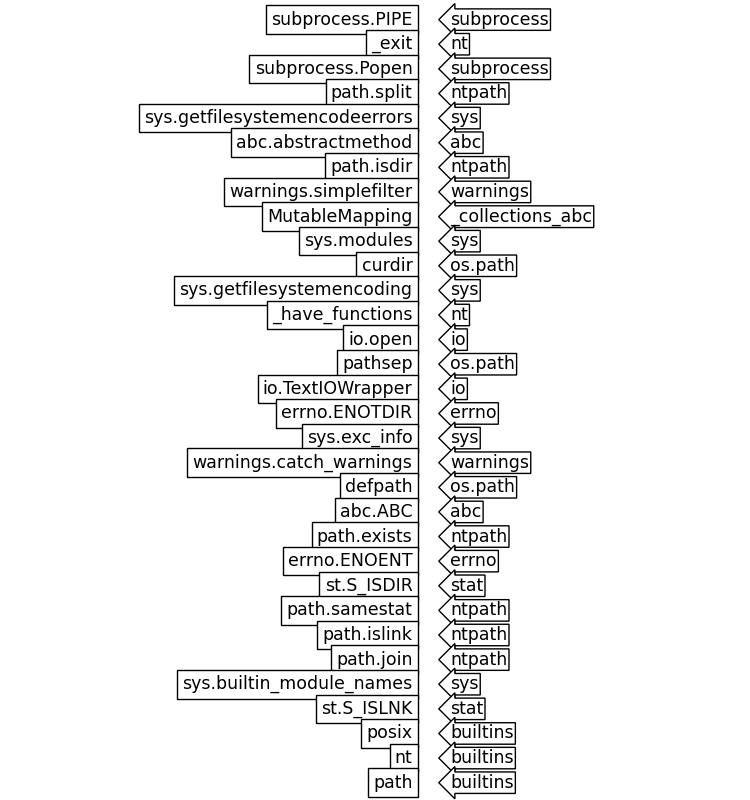 subprocess.PIPE subprocess
_exit nt
subprocess.Popen subprocess
path.split ntpath
sys.getfilesystemencodeerrors sys
abc.abstractmethod abc
path.isdir ntpath
warnings.simplefilter warnings
MutableMapping _collections_abc
sys.modules sys
curdir os.path
sys.getfilesystemencoding sys
_have_functions nt
io.open io
pathsep os.path
io.TextIOWrapper io
errno.ENOTDIR errno
sys.exc_info sys
warnings.catch_warnings warnings
defpath os.path
abc.ABC abc
path.exists ntpath
errno.ENOENT errno
st.S_ISDIR stat
path.samestat ntpath
path.islink ntpath
path.join ntpath
sys.builtin_module_names sys
st.S_ISLNK stat
posix builtins
nt builtins
path builtins